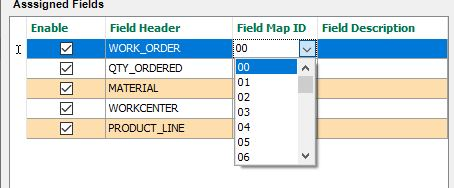 Asssigned Fields
Enable Field Header Field Map ID Field Description
WORK_ORDER 00
QTY_ORDERED 00
MATERIAL 01
WORKCENTER 02
PRODUCT_LINE 03
04
05
06